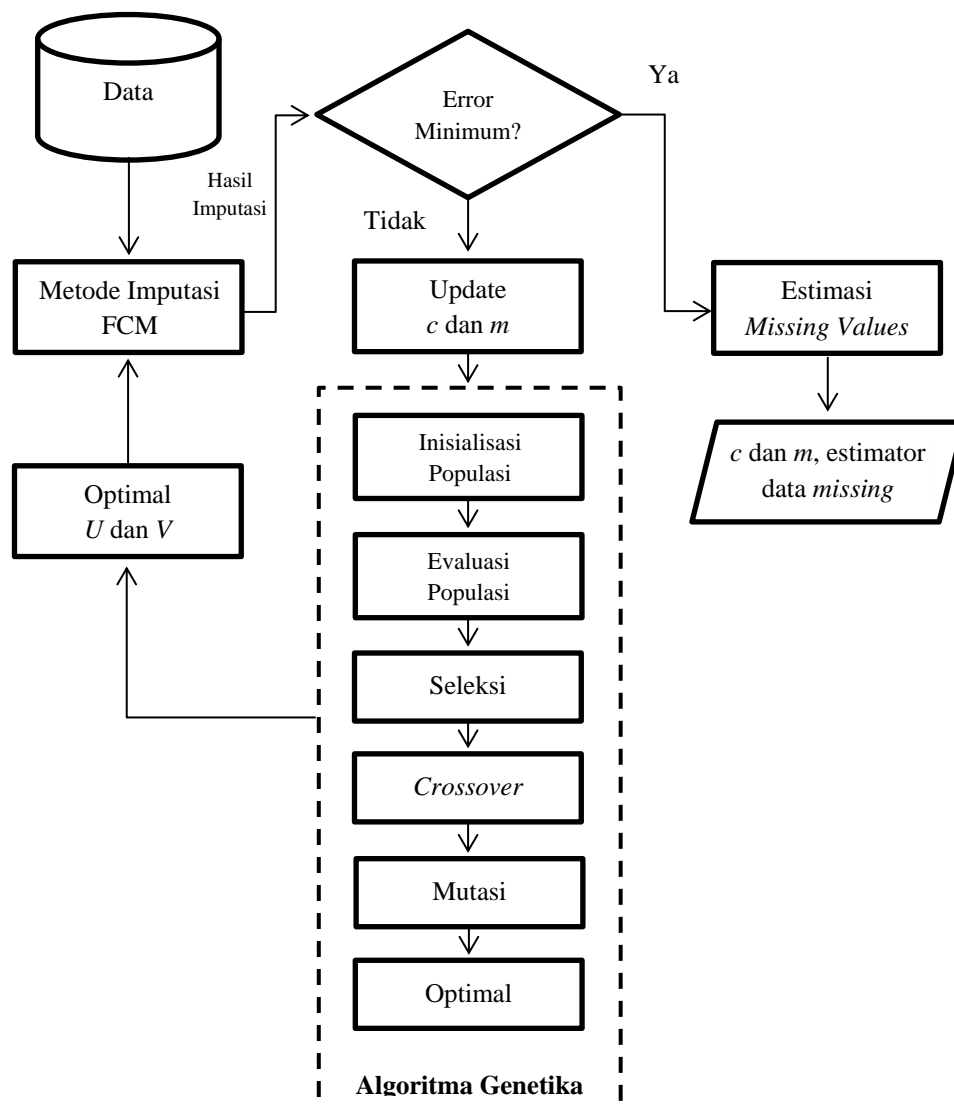 Data
Error
Minimum?
Ya
Hasil
Imputasi
Tidak
Metode Imputasi
FCM
Update
c dan m
Estimasi
Missing Values
Inisialisasi
Populasi
c dan m, estimator
data missing
Optimal
U dan V
Evaluasi
Populasi
Seleksi
Crossover
Mutasi
Optimal
Algoritma Genetika